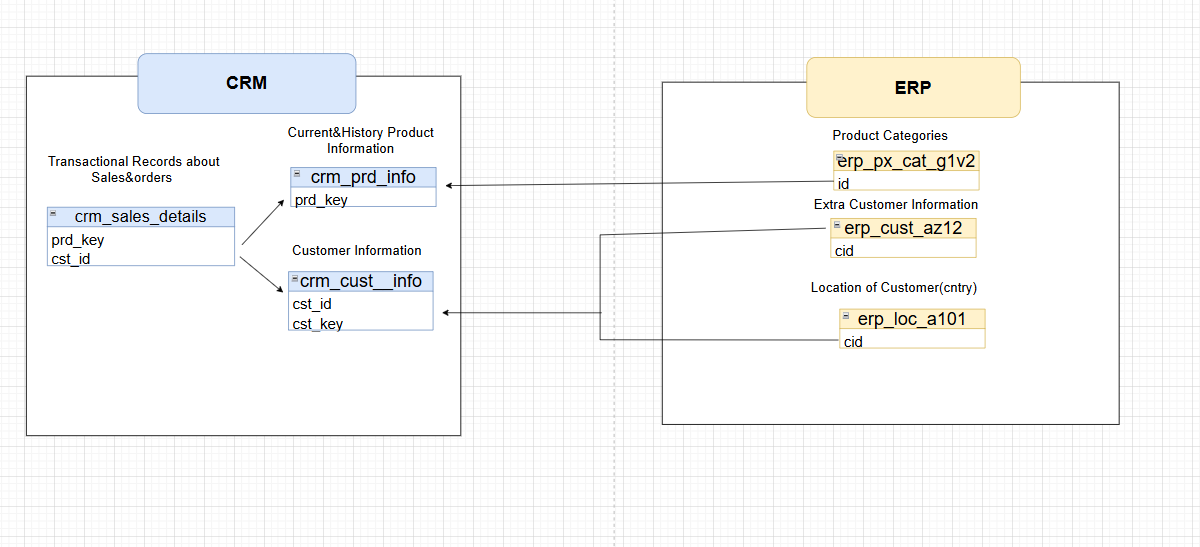 CRM
Transactional Records about
Sales&orders
crm_sales_details
prd_key
cst_id
Current&History Product
Information
crm_prd_info
prd_key
Customer Information
crm_cust__info
cst_id
cst_key
ERP
Product Categories
erp_px_cat_g1v2
id
Extra Customer Information
erp_cust_az12
cid
Location of Customer(cntry)
erp_loc_a101
cid